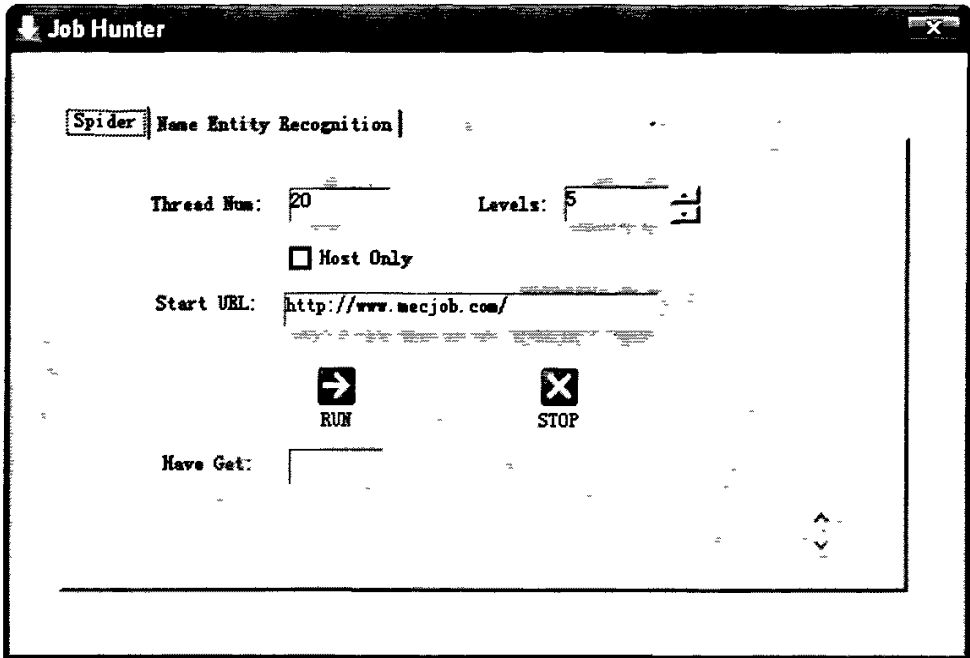 Job Hunter
Spider Name Entity Recognition
Thread Num: 20 Levels: 5
Host Only
Start URL: http://www.mecjob.com/
RUN STOP
Have Get: